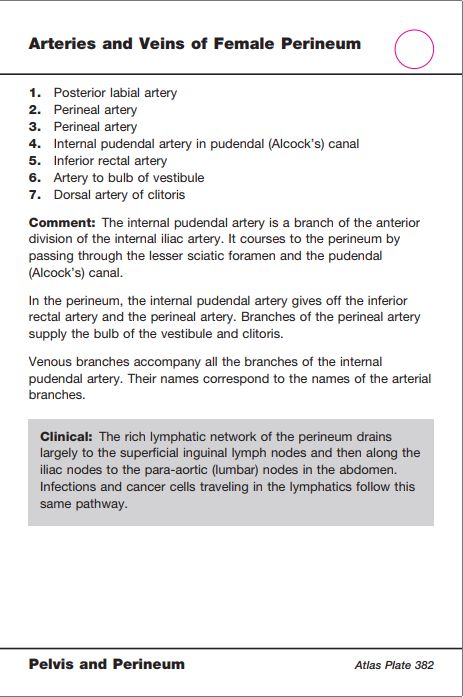 Arteries and Veins of Female Perineum
1. Posterior labial artery
2. Perineal artery
3. Perineal artery
4. Internal pudendal artery in pudendal (Alcock's) canal
5. Inferior rectal artery
6. Artery to bulb of vestibule
7. Dorsal artery of clitoris
Comment: The internal pudendal artery is a branch of the anterior
division of the internal iliac artery. It courses to the perineum by
passing through the lesser sciatic foramen and the pudendal
(Alcock's) canal.
In the perineum, the internal pudendal artery gives off the inferior
rectal artery and the perineal artery. Branches of the perineal artery
supply the bulb of the vestibule and clitoris.
Venous branches accompany all the branches of the internal
pudendal artery. Their names correspond to the names of the arterial
branches.
Clinical: The rich lymphatic network of the perineum drains
largely to the superficial inguinal lymph nodes and then along the
iliac nodes to the para-aortic (lumbar) nodes in the abdomen.
Infections and cancer cells traveling in the lymphatics follow this
same pathway.
Pelvis and Perineum
Atlas Plate 382